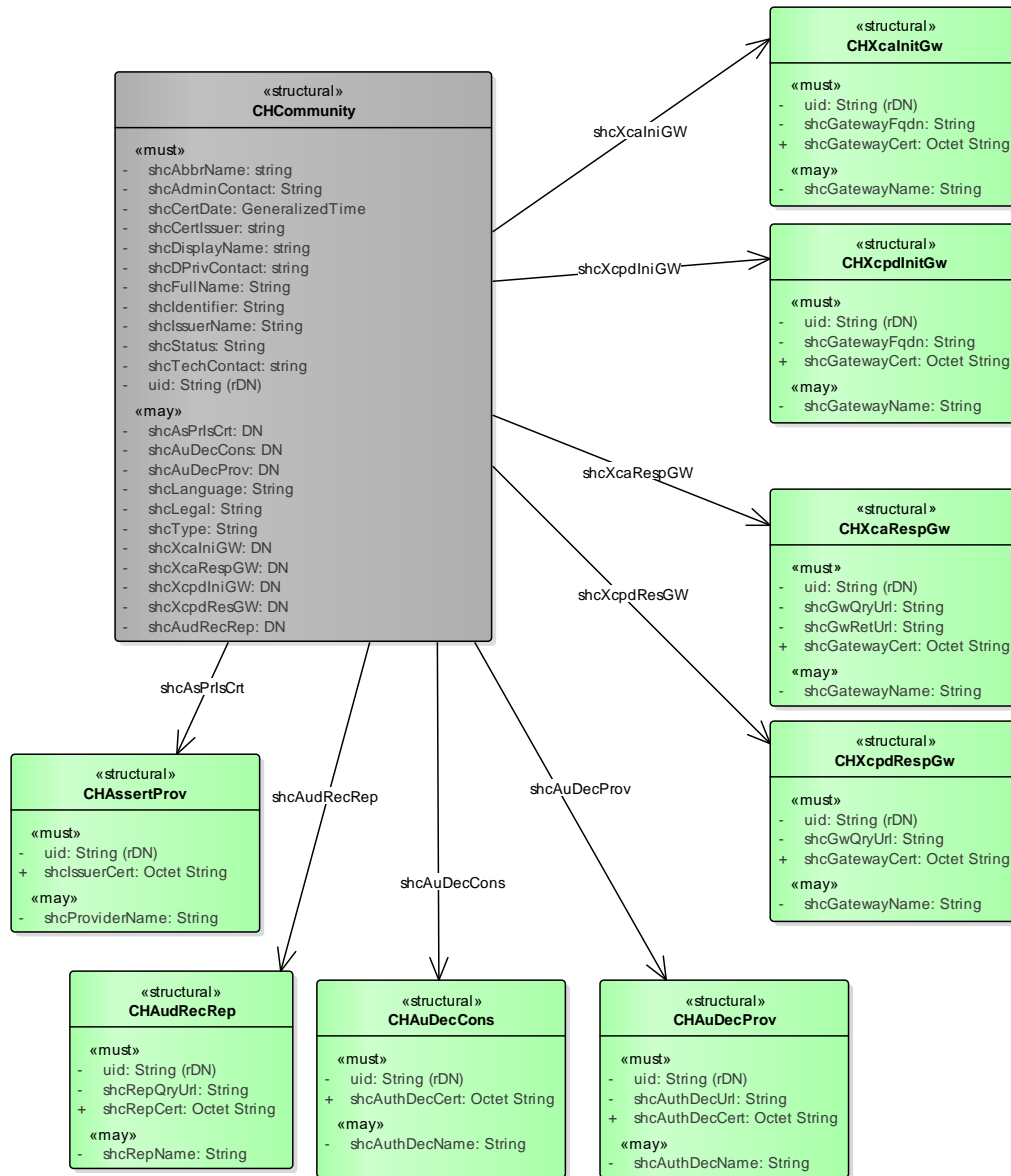 «structural»
CHCommunity
«must»
- shcAbbrName: string
- shcAdminContact: String
- shcCertDate: GeneralizedTime
- shcCertIssuer: string
- shcDisplayName: string
- shcDPrivContact: string
- shcFullName: String
- shcIdentifier: String
- shcIssuerName: String
- shcStatus: String
- shcTechContact: string
- uid: String (rDN)
«may»
- shcAsPrIsCrt: DN
- shcAuDecCons: DN
- shcAuDecProv: DN
- shcLanguage: String
- shcLegal: String
- shcType: String
- shcXcaIniGW: DN
- shcXcaRespGW: DN
- shcXcpdIniGW: DN
- shcXcpdResGW: DN
- shcAudRecRep: DN
shcXcaIniGW
«structural»
CHXcaInitGw
«must»
- uid: String (rDN)
- shcGatewayFqdn: String
+ shcGatewayCert: Octet String
«may»
- shcGatewayName: String
shcXcpdIniGW
«structural»
CHXcpdInitGw
«must»
- uid: String (rDN)
- shcGatewayFqdn: String
+ shcGatewayCert: Octet String
«may»
- shcGatewayName: String
shcXcaRespGW
«structural»
CHXcaRespGw
«must»
- uid: String (rDN)
- shcGwQryUrl: String
- shcGwRetUrl: String
+ shcGatewayCert: Octet String
«may»
- shcGatewayName: String
shcXcpdResGW
«structural»
CHXcpdRespGw
«must»
- uid: String (rDN)
- shcGwQryUrl: String
+ shcGatewayCert: Octet String
«may»
- shcGatewayName: String
shcAsPrIsCrt
«structural»
CHAssertProv
«must»
- uid: String (rDN)
+ shcIssuerCert: Octet String
«may»
- shcProviderName: String
shcAudRecRep
«structural»
CHAudRecRep
«must»
- uid: String (rDN)
- shcRepQryUrl: String
+ shcRepCert: Octet String
«may»
- shcRepName: String
shcAuDecCons
«structural»
CHAuDecCons
«must»
- uid: String (rDN)
+ shcAuthDecCert: Octet String
«may»
- shcAuthDecName: String
shcAuDecProv
«structural»
CHAuDecProv
«must»
- uid: String (rDN)
- shcAuthDecUrl: String
+ shcAuthDecCert: Octet String
«may»
- shcAuthDecName: String